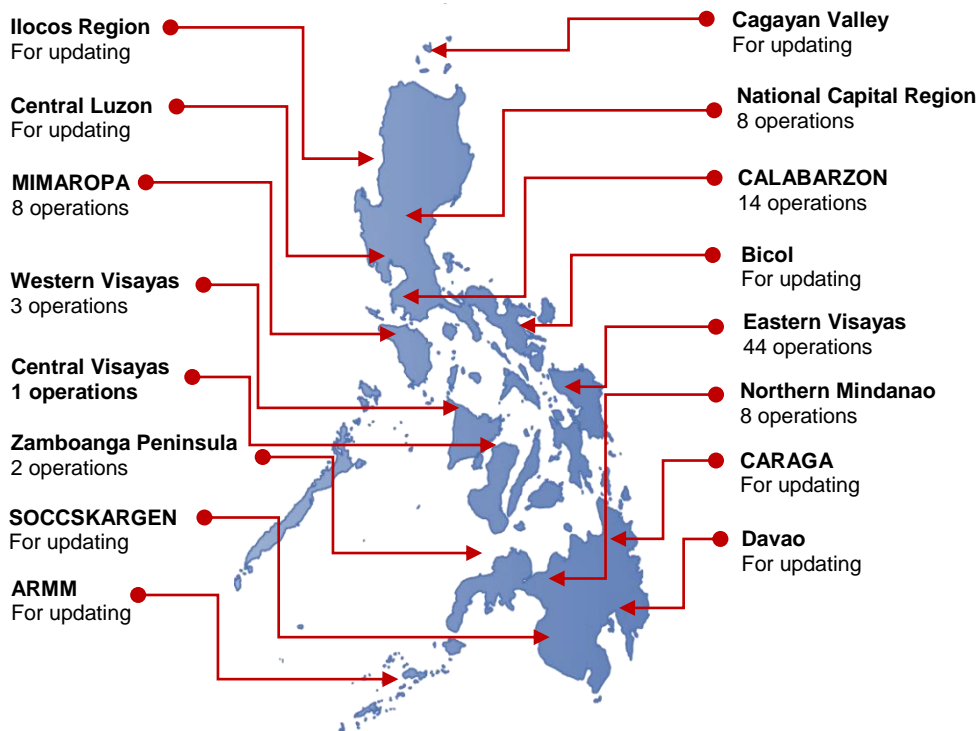 Ilocos Region
For updating
Central Luzon
For updating
MIMAROPA
8 operations
Western Visayas
3 operations
Central Visayas
1 operations
Zamboanga Peninsula
2 operations
SOCCSKARGEN
For updating
ARMM
For updating
Cagayan Valley
For updating
National Capital Region
8 operations
CALABARZON
14 operations
Bicol
For updating
Eastern Visayas
44 operations
Northern Mindanao
8 operations
CARAGA
For updating
Davao
For updating